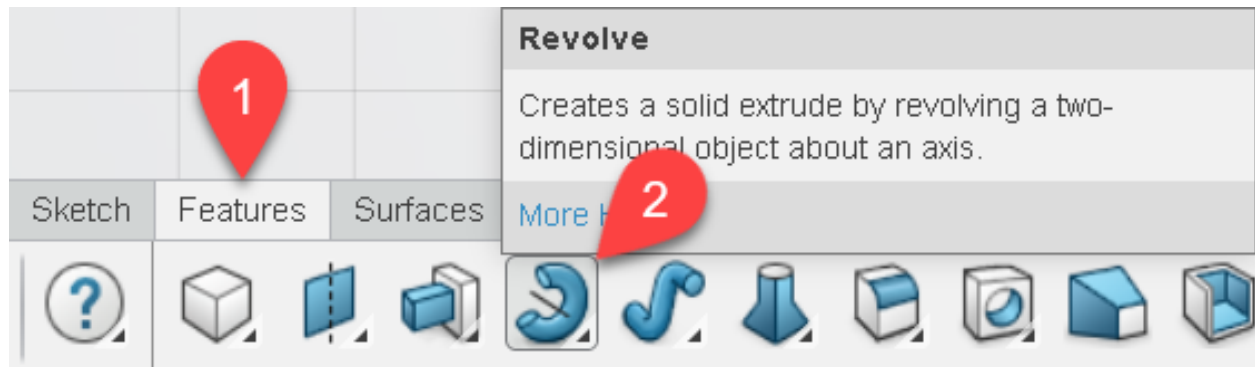 Revolve
1
Creates a solid extrude by revolving a two-
dimensional object about an axis.
Sketch
Features
Surfaces
More
2
?